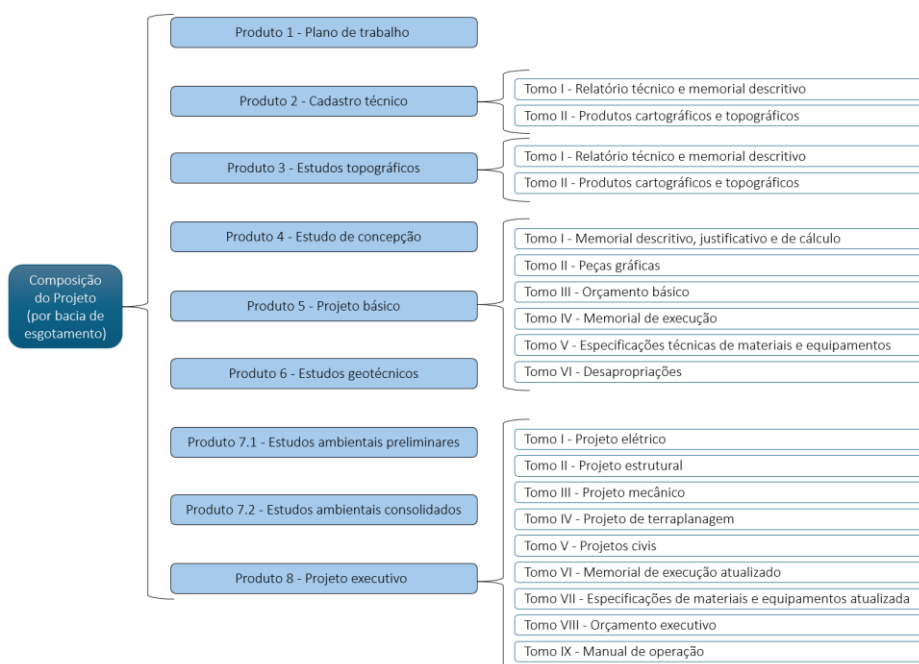 Composição
do Projeto
(por bacia de
esgotamento)
Produto 1 - Plano de trabalho
Produto 2 - Cadastro técnico
Tomo I - Relatório técnico e memorial descritivo
Tomo II - Produtos cartográficos e topográficos
Produto 3 - Estudos topográficos
Tomo I - Relatório técnico e memorial descritivo
Tomo II - Produtos cartográficos e topográficos
Produto 4 - Estudo de concepção
Produto 5 - Projeto básico
Tomo I - Memorial descritivo, justificativo e de cálculo
Tomo II - Peças gráficas
Tomo III - Orçamento básico
Tomo IV - Memorial de execução
Tomo V - Especificações técnicas de materiais e equipamentos
Tomo VI - Desapropriações
Produto 6 - Estudos geotécnicos
Produto 7.1 - Estudos ambientais preliminares
Produto 7.2 - Estudos ambientais consolidados
Produto 8 - Projeto executivo
Tomo I - Projeto elétrico
Tomo II - Projeto estrutural
Tomo III - Projeto mecânico
Tomo IV - Projeto de terraplanagem
Tomo V - Projetos civis
Tomo VI - Memorial de execução atualizado
Tomo VII - Especificações de materiais e equipamentos atualizada
Tomo VIII - Orçamento executivo
Tomo IX - Manual de operação